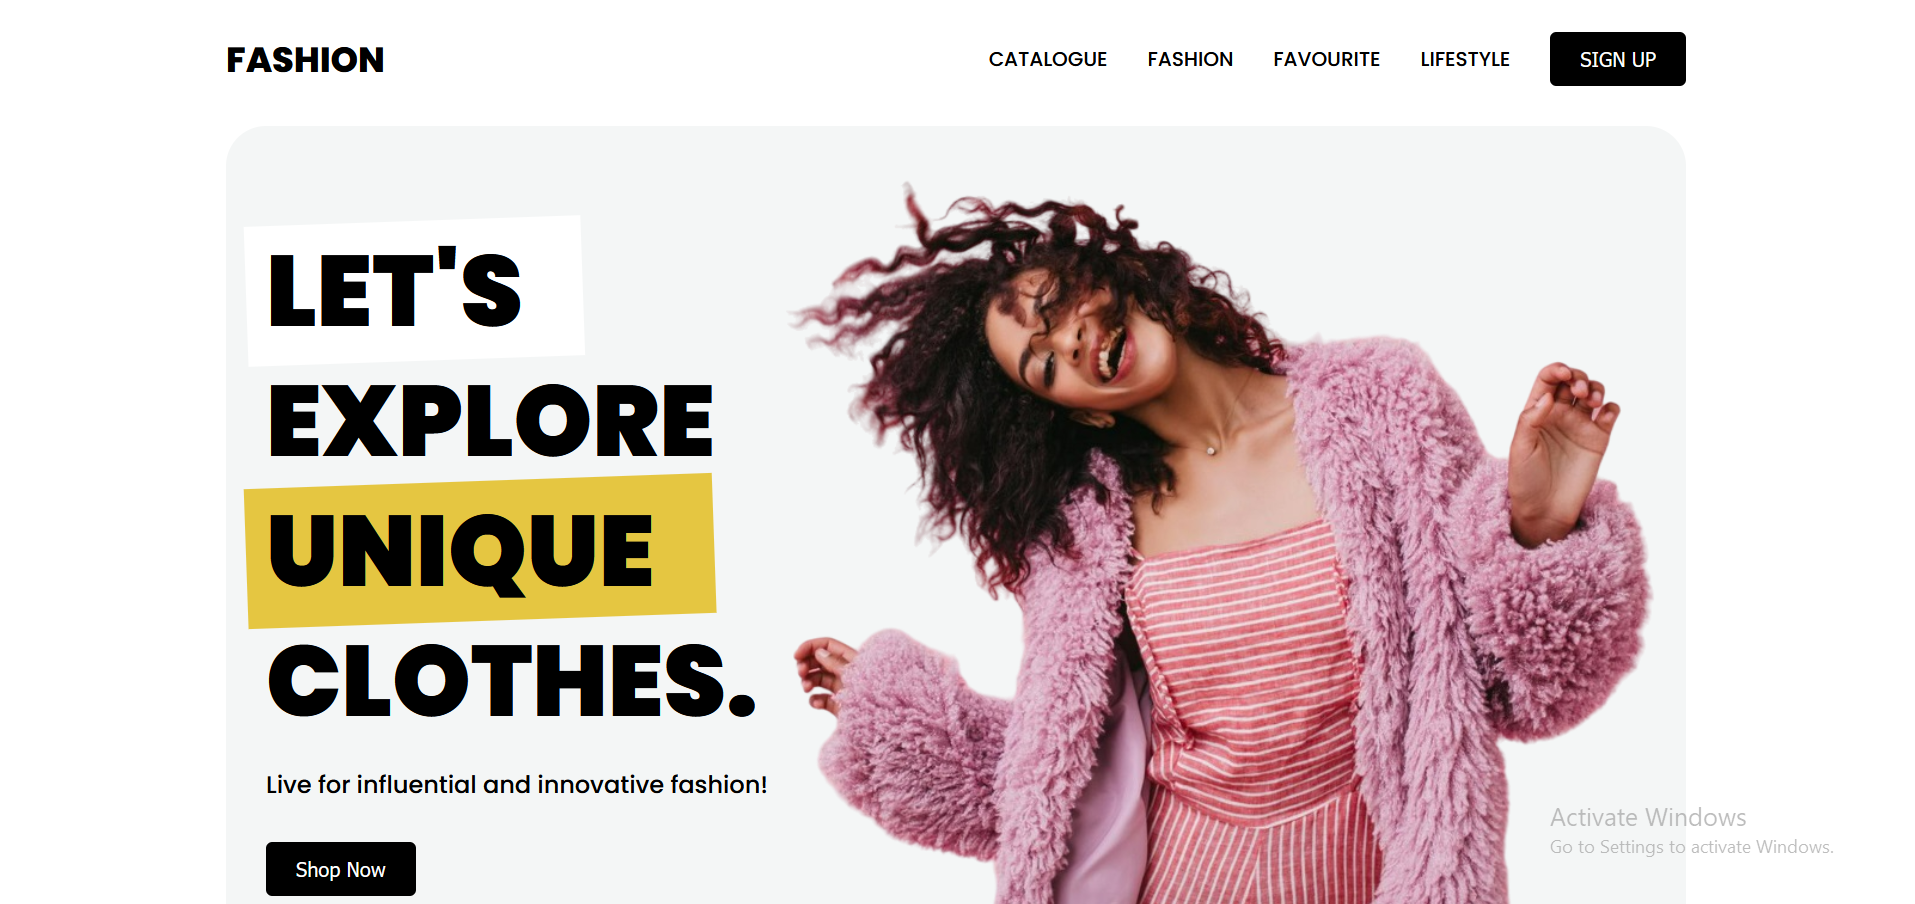 FASHION
CATALOGUE FASHION FAVOURITE LIFESTYLE SIGN UP
LET'S
EXPLORE
UNIQUE
CLOTHES.
Live for influential and innovative fashion!
Shop Now
Activate Windows
Go to Settings to activate Windows.